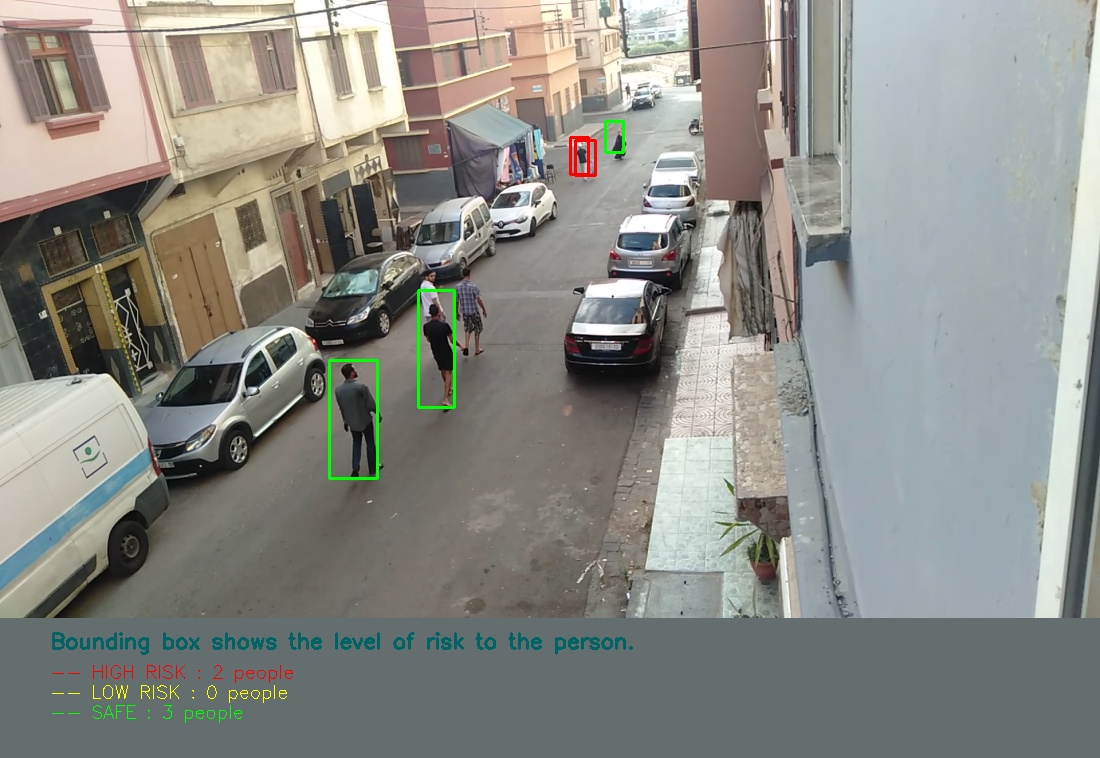 Bounding box shows the level of risk to the person.
—— HIGH RISK : 2 people
—— LOW RISK : 0 people
—— SAFE : 3 people